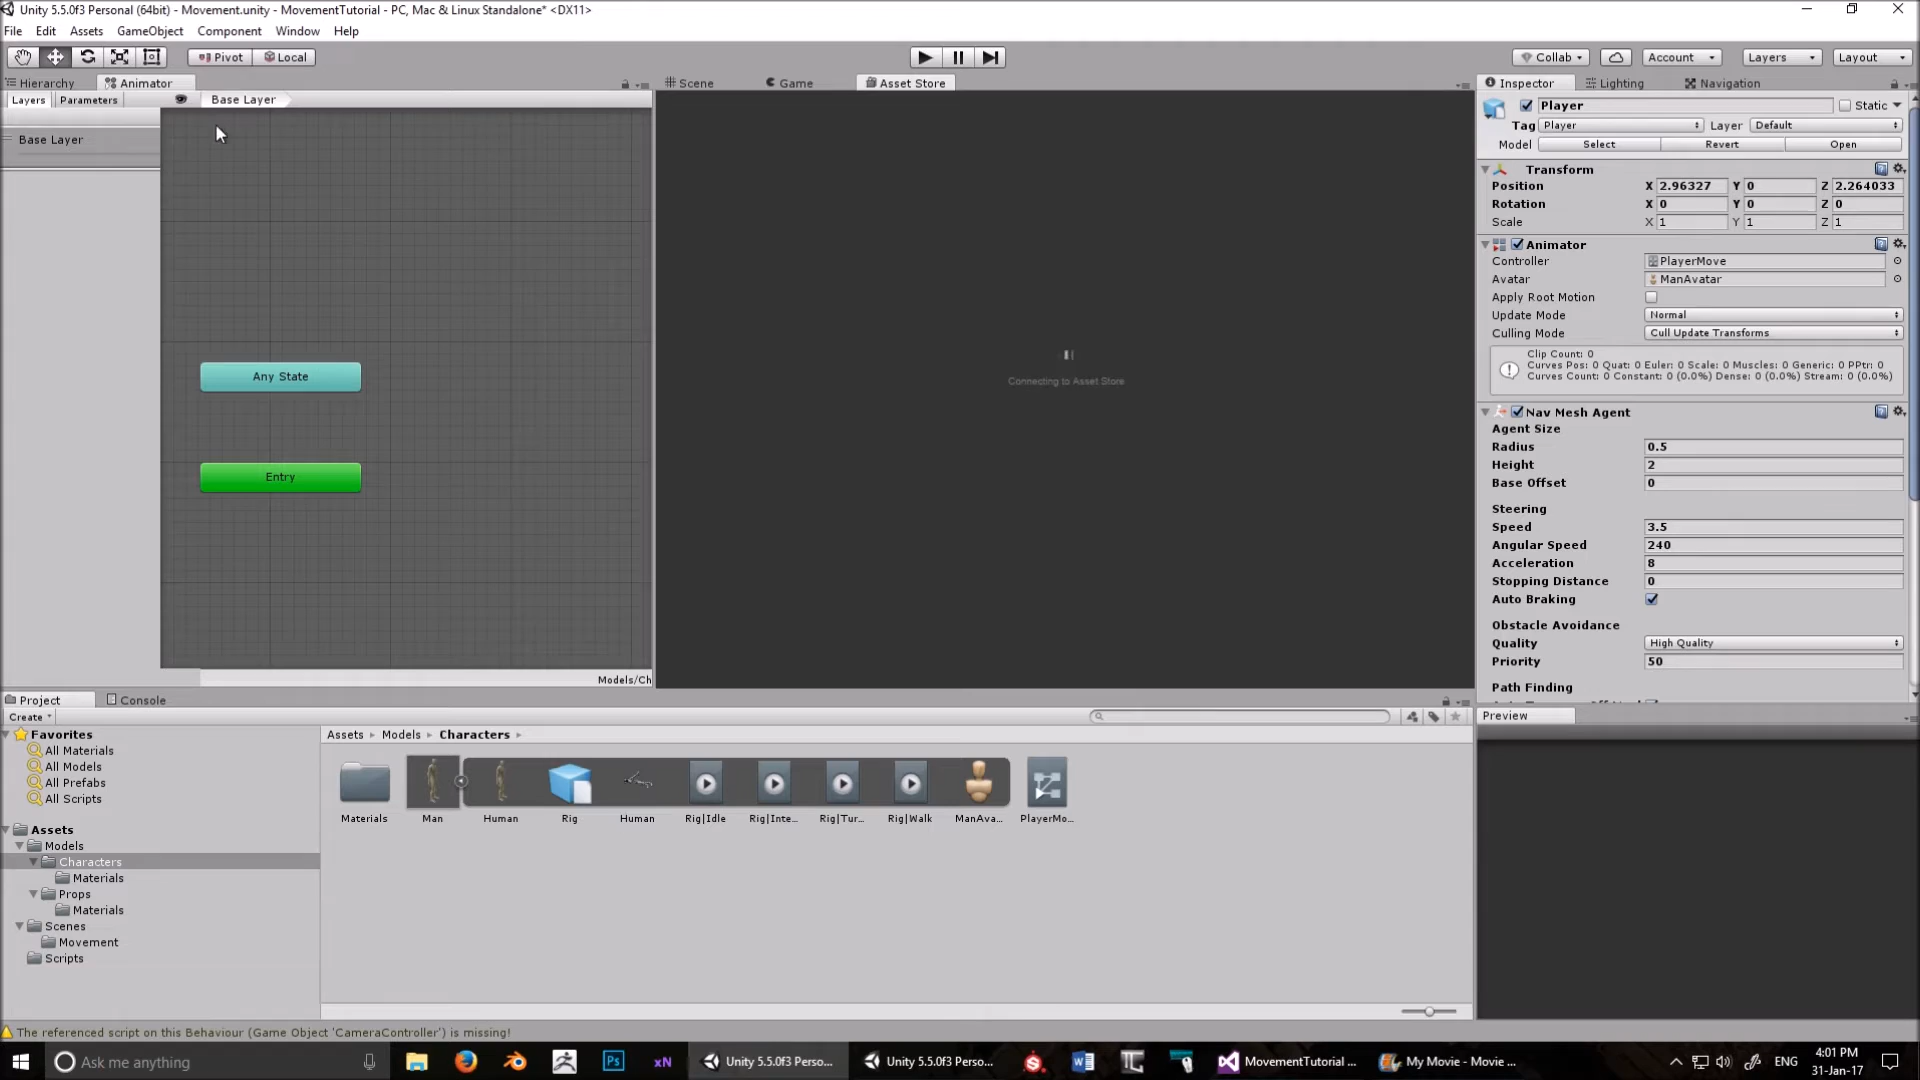 Unity 5.5.0f3 Personal (64bit) - Movement.unity - MovementTutorial - PC, Mac & Linux Standalone* <DX11>
File Edit Assets GameObject Component Window Help
Pivot Local
Collab Account Layers Layout
Hierarchy Animator
Scene Game Asset Store
Inspector Lighting Navigation
Layers Parameters Base Layer
Base Layer
Any State
Entry
Models/Ch
Connecting to Asset Store
Player Static
Tag Player Layer Default
Model Select Revert Open
Transform
Position X 2.96327 Y 0 Z 2.264033
Rotation X 0 Y 0 Z 0
Scale X 1 Y 1 Z 1
Animator
Controller PlayerMove
Avatar ManAvatar
Apply Root Motion
Update Mode Normal
Culling Mode Cull Update Transforms
Clip Count: 0
Curves Pos: 0 Quat: 0 Euler: 0 Scale: 0 Muscles: 0 Generic: 0 PPtr: 0
Curves Count: 0 Constant: 0 (0.0%) Dense: 0 (0.0%) Stream: 0 (0.0%)
Nav Mesh Agent
Agent Size
Radius 0.5
Height 2
Base Offset 0
Steering
Speed 3.5
Angular Speed 240
Acceleration 8
Stopping Distance 0
Auto Braking
Obstacle Avoidance
Quality High Quality
Priority 50
Path Finding
Preview
Project Console
Create
Favorites
All Materials
All Models
All Prefabs
All Scripts
Assets
Models
Characters
Materials
Props
Materials
Scenes
Movement
Scripts
Assets Models Characters
Materials Man Human Rig Human Rig|Idle Rig|Inte... Rig|Tur... Rig|Walk ManAva... PlayerMo...
The referenced script on this Behaviour (Game Object 'CameraController') is missing!
Ask me anything
Ps
xN
Unity 5.5.0f3 Perso...
Unity 5.5.0f3 Perso...
MovementTutorial ...
My Movie - Movie ...
ENG
4:01 PM
31-Jan-17